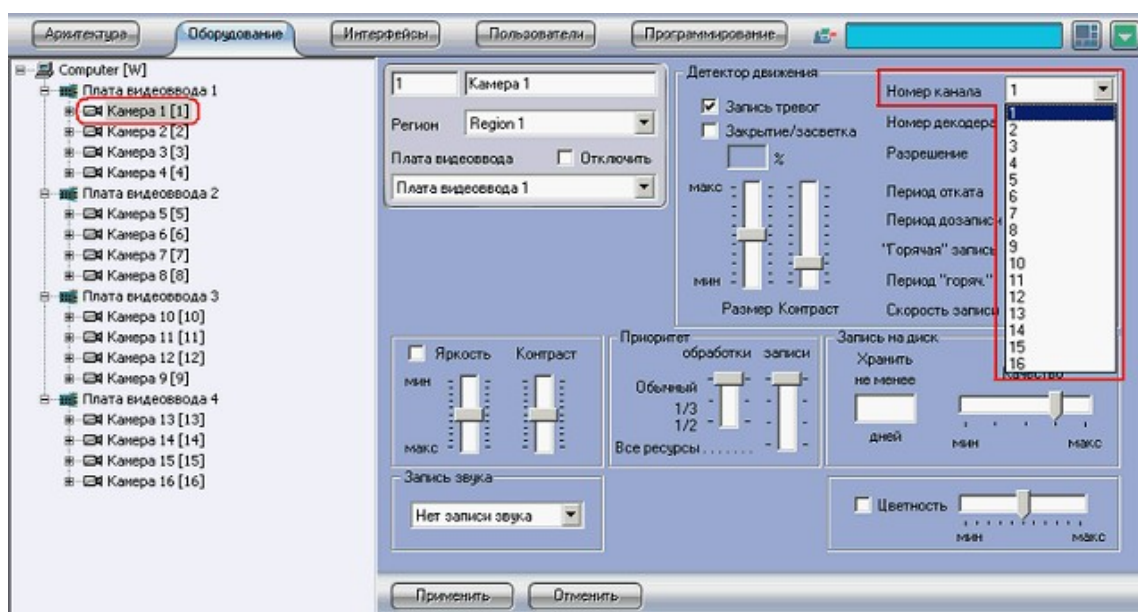 Архитектура Оборудование Интерфейсы Пользователи Программирование
Computer [W]
Плата видеоввода 1
Камера 1 [1]
Камера 2 [2]
Камера 3 [3]
Камера 4 [4]
Плата видеоввода 2
Камера 5 [5]
Камера 6 [6]
Камера 7 [7]
Камера 8 [8]
Плата видеоввода 3
Камера 10 [10]
Камера 11 [11]
Камера 12 [12]
Камера 9 [9]
Плата видеоввода 4
Камера 13 [13]
Камера 14 [14]
Камера 15 [15]
Камера 16 [16]
1 Камера 1
Регион Region 1
Плата видеоввода Отключить
Плата видеоввода 1
Детектор движения
Запись тревог
Закрытие/засветка
%
макс
мин
Размер Контраст
Номер канала 1
Номер декодера
Разрешение
Период отката
Период дозаписи
"Горячая" запись
Период "горяч."
Скорость записи
1
2
3
4
5
6
7
8
9
10
11
12
13
14
15
16
Яркость Контраст
мин
макс
Приоритет
обработки записи
Обычный
1/3
1/2
Все ресурсы.......
Запись на диск
Хранить
не менее
дней
Качество
мин макс
Запись звука
Нет записи звука
Цветность
мин макс
Применить Отменить